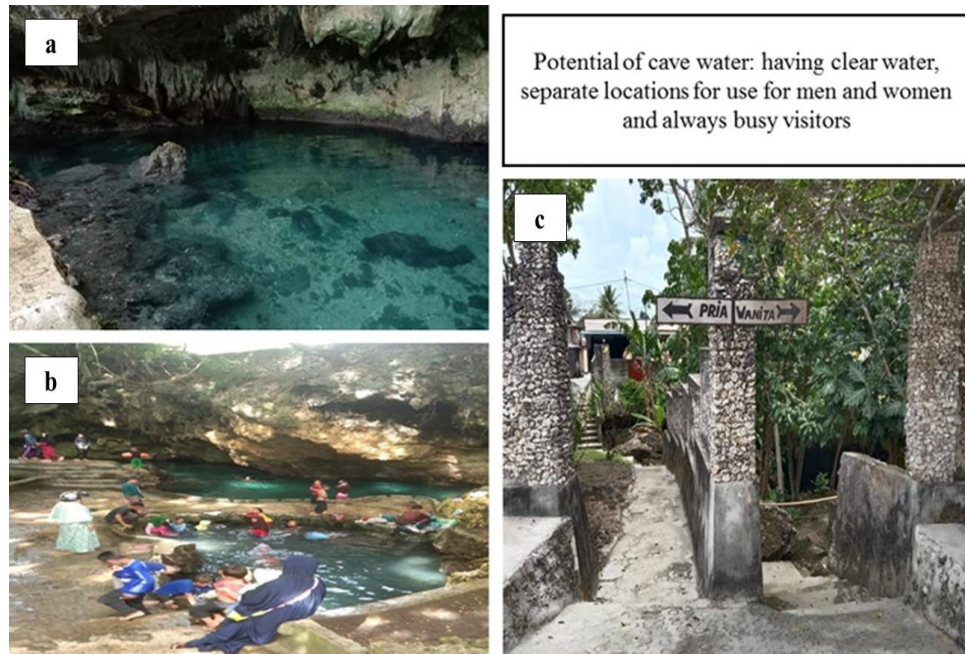 a
Potential of cave water: having clear water,
separate locations for use for men and women
and always busy visitors
b
c
PRIA WANITA